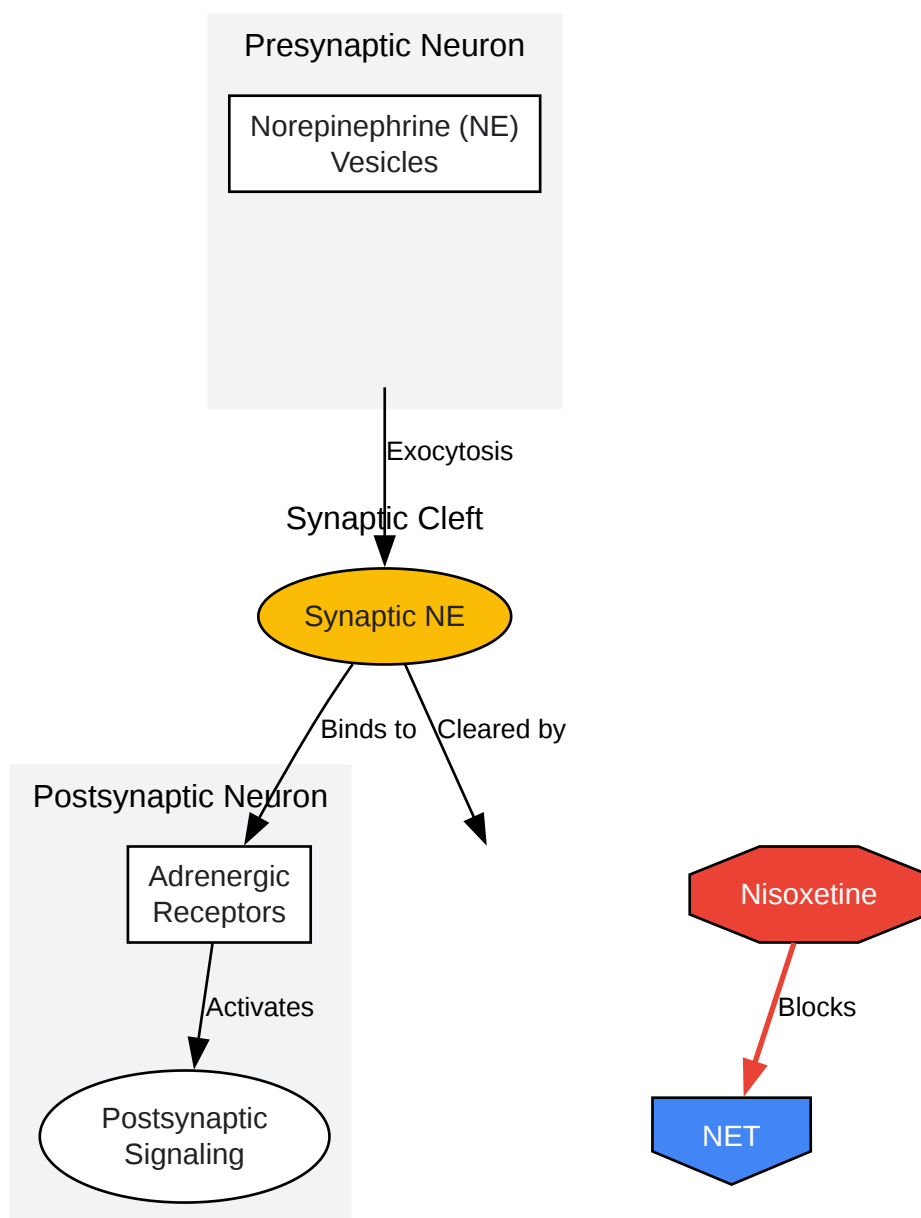 Presynaptic Neuron
Norepinephrine (NE)
Vesicles
Exocytosis
Synaptic Cleft
Synaptic NE
Binds to
Cleared by
Postsynaptic Neuron
Adrenergic
Receptors
Nisoxetine
Activates
Blocks
Postsynaptic
Signaling
NET